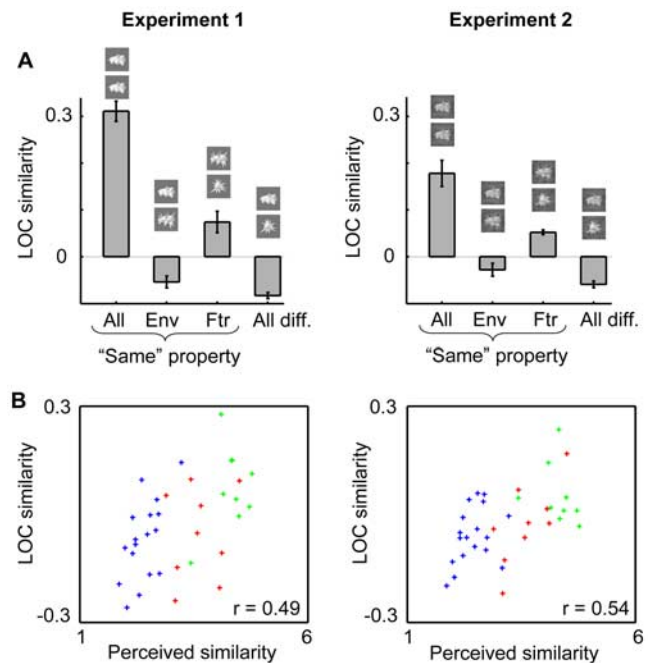 Experiment 1
Experiment 2
A
LOC similarity
0.3
0
All Env Ftr All diff.
"Same" property
LOC similarity
0.3
0
All Env Ftr All diff.
"Same" property
B
LOC similarity
0.3
-0.3
r = 0.49
1 6
Perceived similarity
LOC similarity
0.3
-0.3
r = 0.54
1 6
Perceived similarity